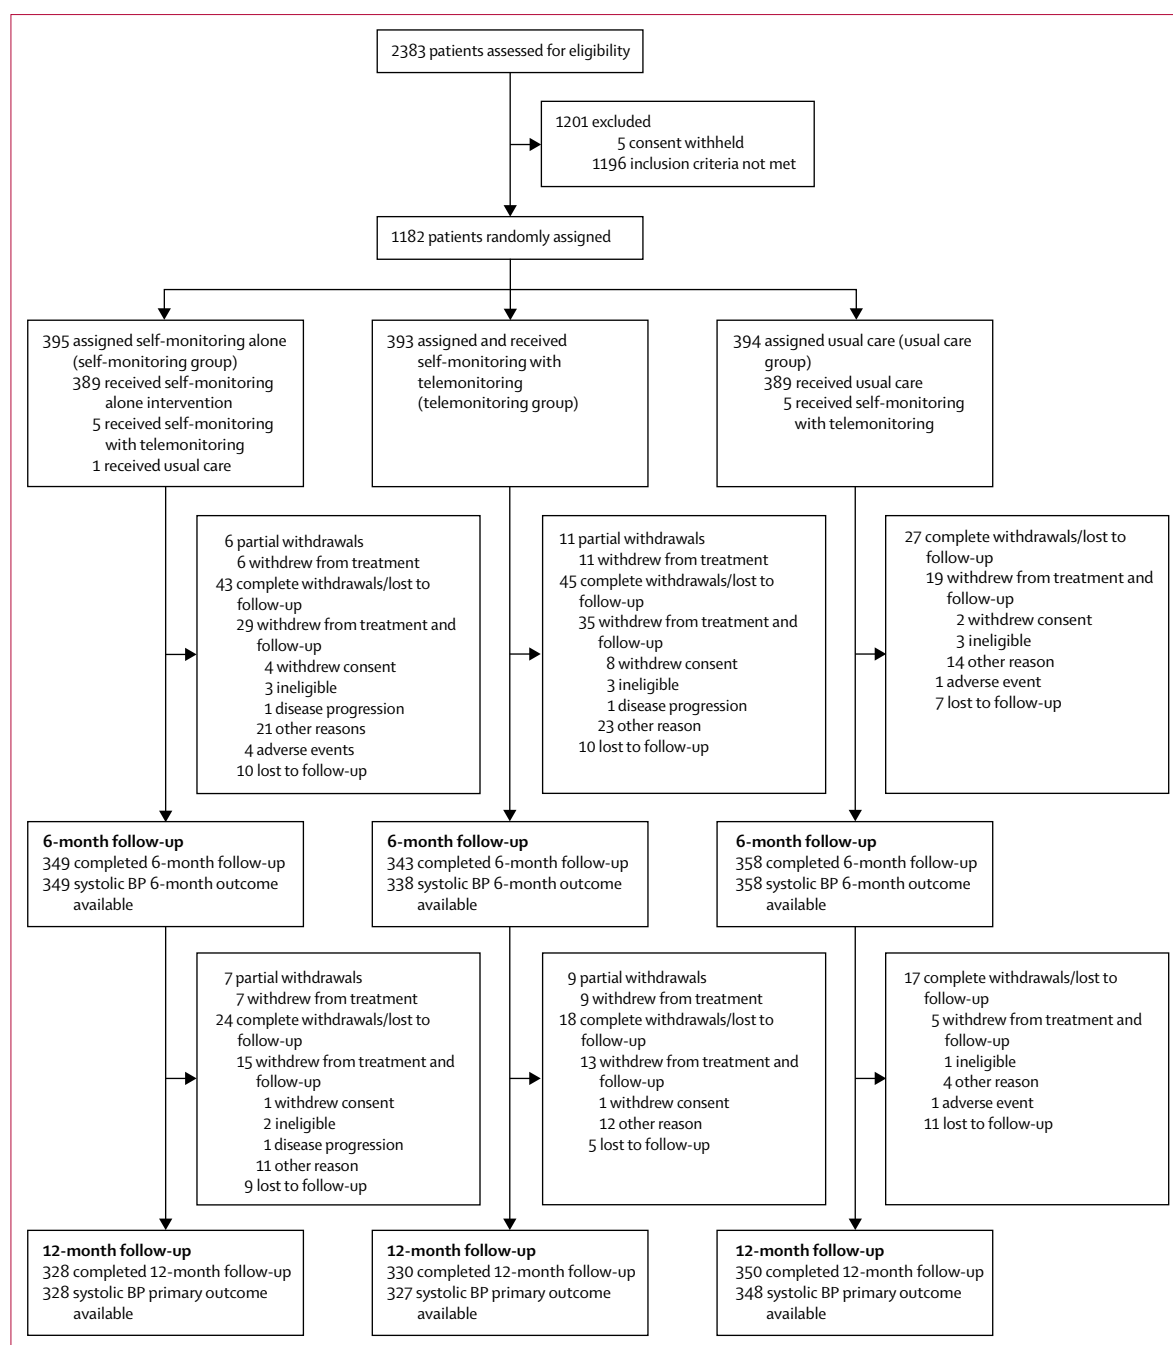 2383 patients assessed for eligibility
1201 excluded
5 consent withheld
1196 inclusion criteria not met
1182 patients randomly assigned
395 assigned self-monitoring alone
(self-monitoring group)
389 received self-monitoring
alone intervention
5 received self-monitoring
with telemonitoring
1 received usual care
393 assigned and received
self-monitoring with
telemonitoring
(telemonitoring group)
394 assigned usual care (usual care
group)
389 received usual care
5 received self-monitoring
with telemonitoring
6 partial withdrawals
6 withdrew from treatment
43 complete withdrawals/lost to
follow-up
29 withdrew from treatment and
follow-up
4 withdrew consent
3 ineligible
1 disease progression
21 other reasons
4 adverse events
10 lost to follow-up
11 partial withdrawals
11 withdrew from treatment
45 complete withdrawals/lost to
follow-up
35 withdrew from treatment and
follow-up
8 withdrew consent
3 ineligible
1 disease progression
23 other reason
10 lost to follow-up
27 complete withdrawals/lost to
follow-up
19 withdrew from treatment and
follow-up
2 withdrew consent
3 ineligible
14 other reason
1 adverse event
7 lost to follow-up
6-month follow-up
349 completed 6-month follow-up
349 systolic BP 6-month outcome
available
6-month follow-up
343 completed 6-month follow-up
338 systolic BP 6-month outcome
available
6-month follow-up
358 completed 6-month follow-up
358 systolic BP 6-month outcome
available
7 partial withdrawals
7 withdrew from treatment
24 complete withdrawals/lost to
follow-up
15 withdrew from treatment and
follow-up
1 withdrew consent
2 ineligible
1 disease progression
11 other reason
9 lost to follow-up
9 partial withdrawals
9 withdrew from treatment
18 complete withdrawals/lost to
follow-up
13 withdrew from treatment and
follow-up
1 withdrew consent
12 other reason
5 lost to follow-up
17 complete withdrawals/lost to
follow-up
5 withdrew from treatment and
follow-up
1 ineligible
4 other reason
1 adverse event
11 lost to follow-up
12-month follow-up
328 completed 12-month follow-up
328 systolic BP primary outcome
available
12-month follow-up
330 completed 12-month follow-up
327 systolic BP primary outcome
available
12-month follow-up
350 completed 12-month follow-up
348 systolic BP primary outcome
available